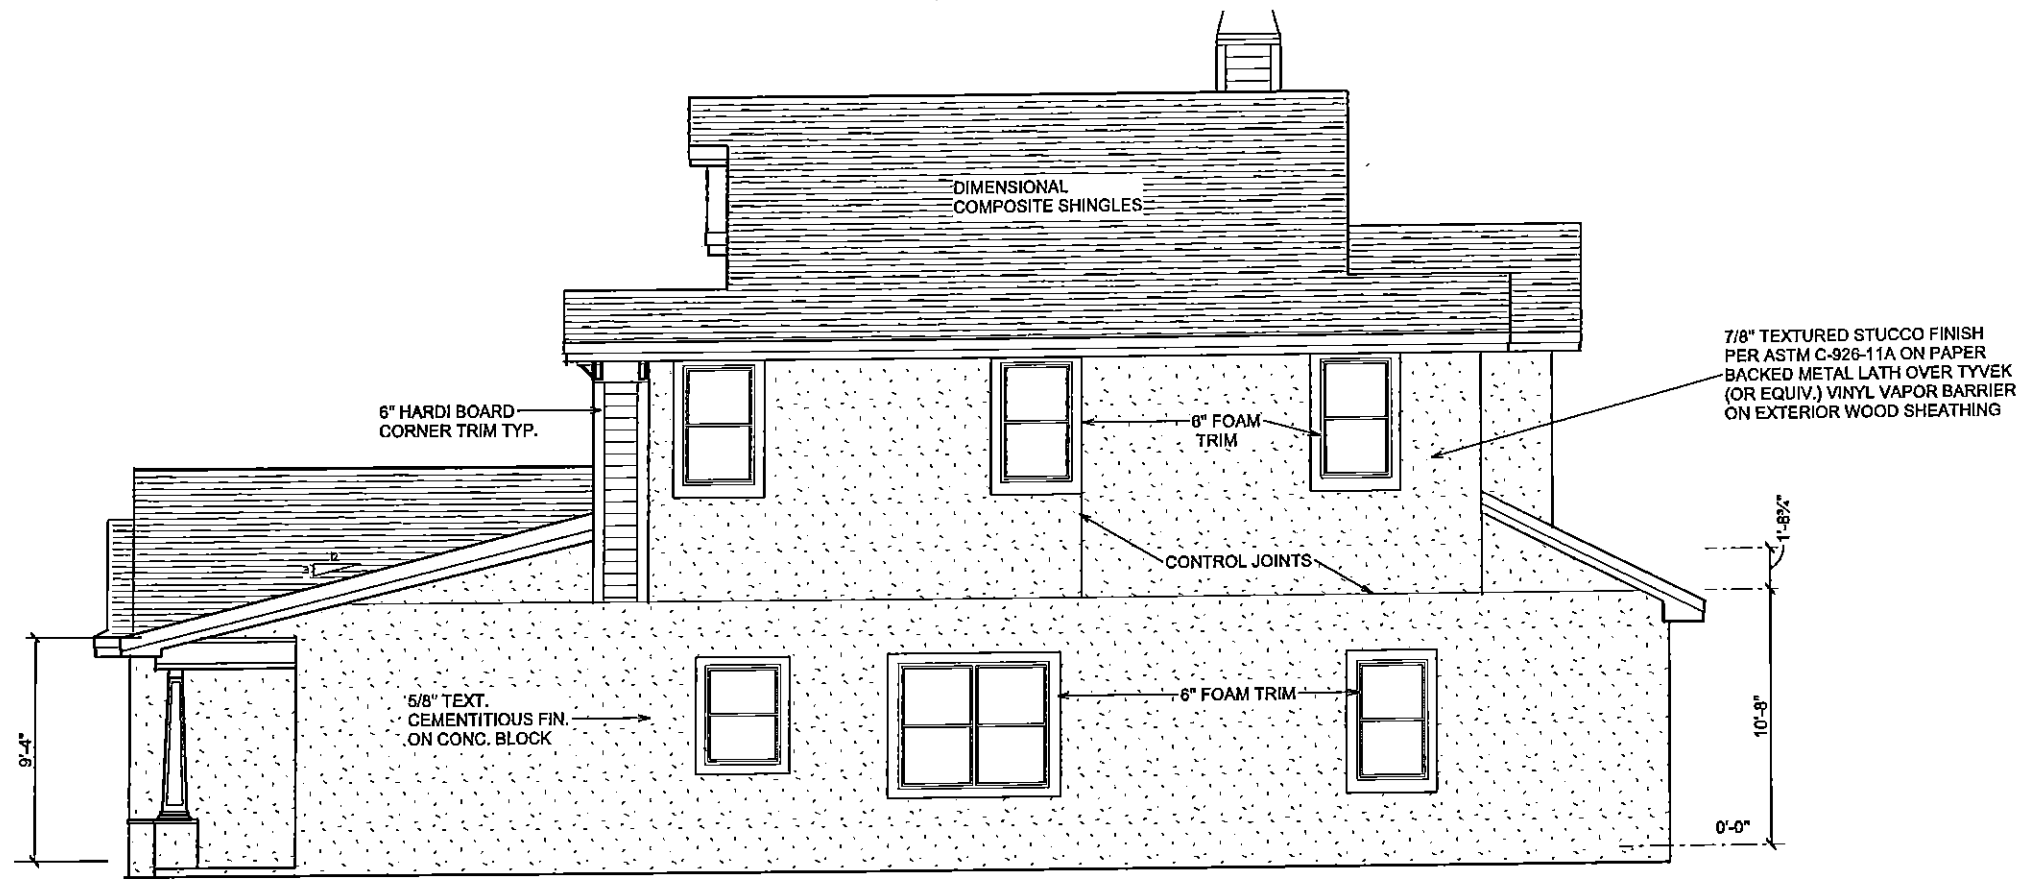 DIMENSIONAL
COMPOSITE SHINGLES
7/8" TEXTURED STUCCO FINISH
PER ASTM C-926-11A ON PAPER
BACKED METAL LATH OVER TYVEK
(OR EQUIV.) VINYL VAPOR BARRIER
ON EXTERIOR WOOD SHEATHING
6" HARDI BOARD
CORNER TRIM TYP.
6" FOAM
TRIM
1'-8¾"
12
3
CONTROL JOINTS
6" FOAM TRIM
5/8" TEXT.
CEMENTITIOUS FIN.
ON CONC. BLOCK
9'-4"
10'-8"
0'-0"